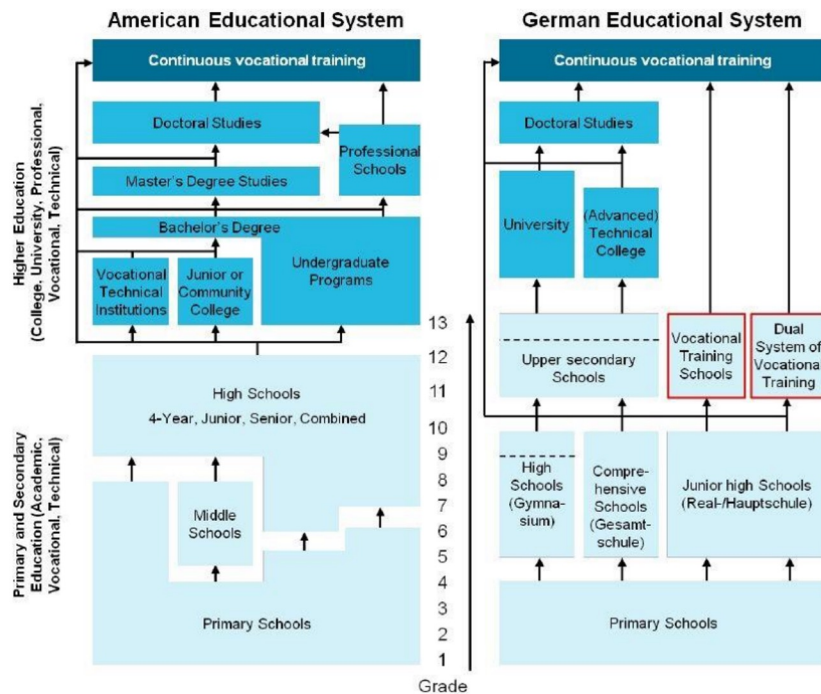 American Educational System
Continuous vocational training
Doctoral Studies
Professional
Schools
Master's Degree Studies
Bachelor's Degree
Undergraduate
Programs
Vocational
Technical
Institutions
Junior or
Community
College
High Schools
4-Year, Junior, Senior, Combined
Middle
Schools
Primary Schools
Higher Education
(College, University, Professional,
Vocational, Technical)
Primary and Secondary
Education (Academic,
Vocational, Technical)
13
12
11
10
9
8
7
6
5
4
3
2
1
Grade
German Educational System
Continuous vocational training
Doctoral Studies
University
(Advanced)
Technical
College
Upper secondary
Schools
Vocational
Training
Schools
Dual
System of
Vocational
Training
High
Schools
(Gymna-
sium)
Compre-
hensive
Schools
(Gesamt-
schule)
Junior high Schools
(Real-/Hauptschule)
Primary Schools